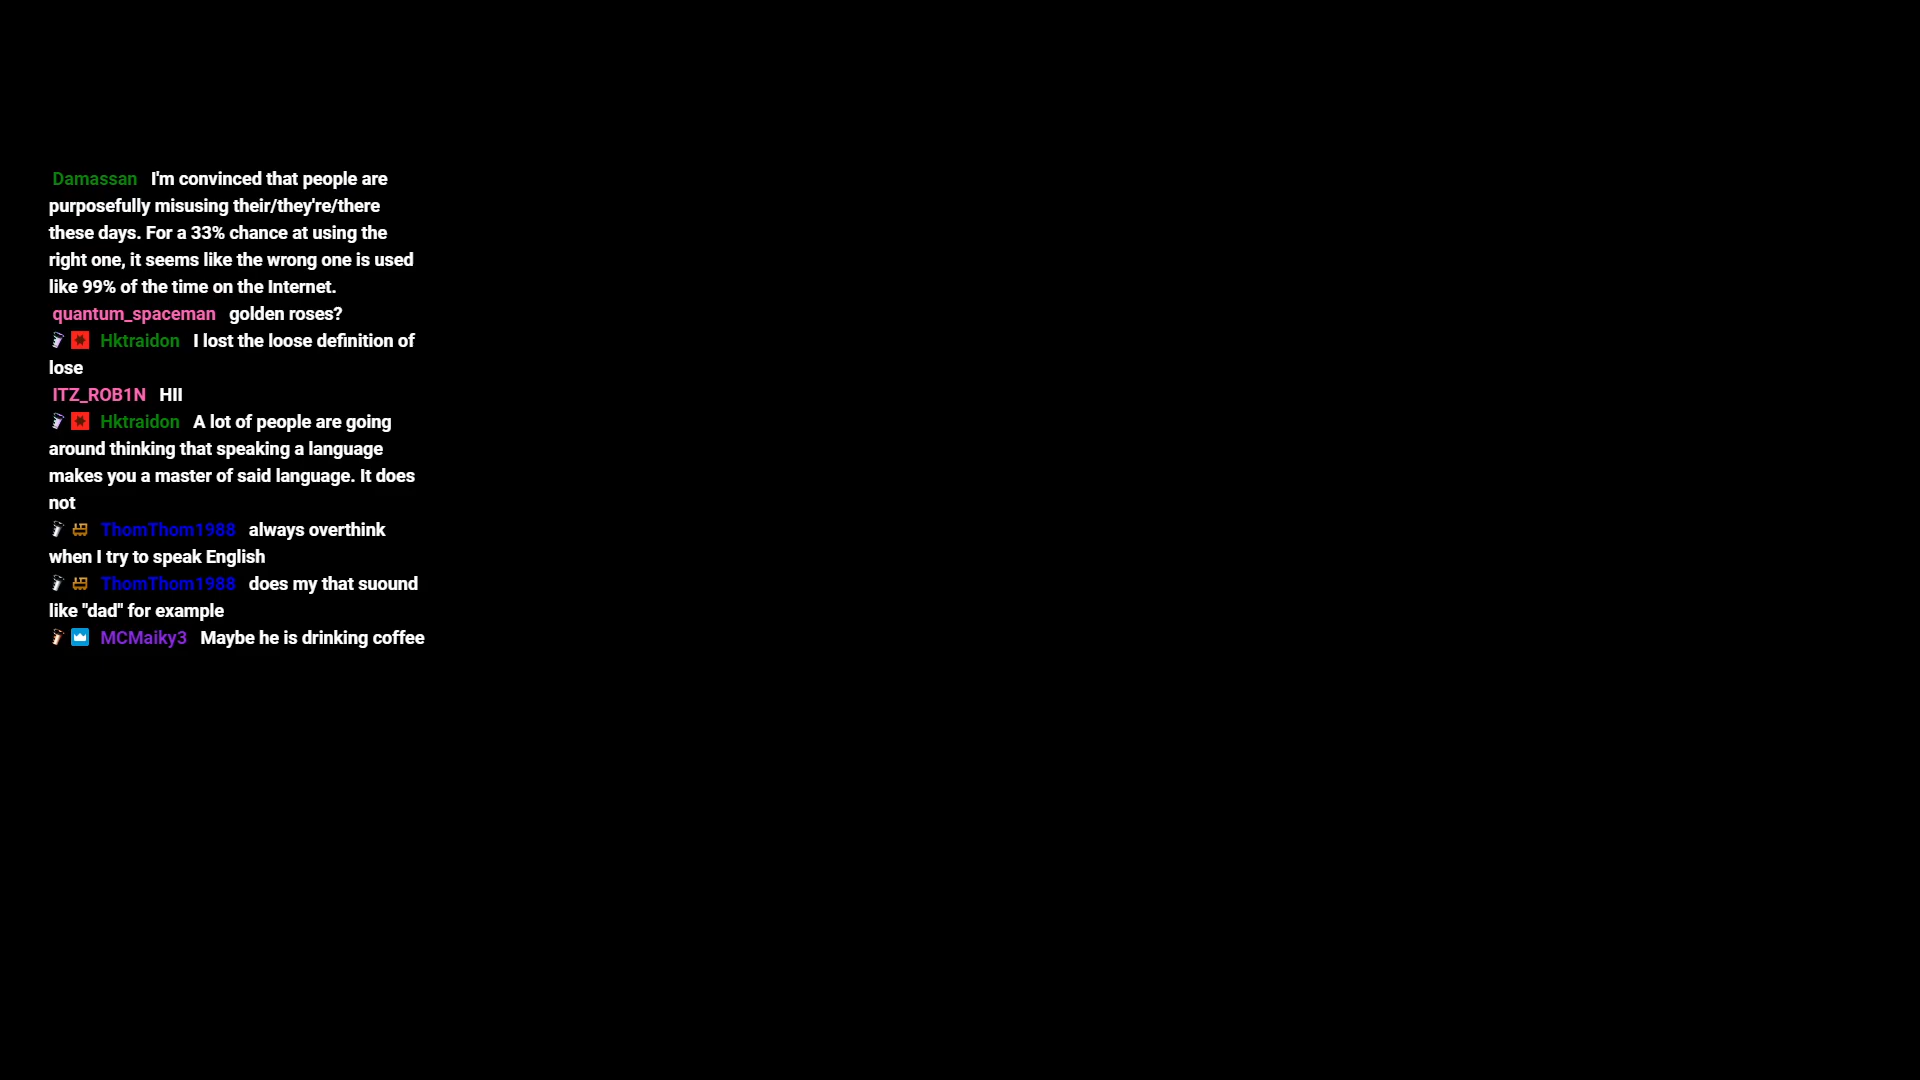 Damassan I'm convinced that people are
purposefully misusing their/they're/there
these days. For a 33% chance at using the
right one, it seems like the wrong one is used
like 99% of the time on the Internet.
quantum_spaceman golden roses?
Hktraidon I lost the loose definition of
lose
ITZ_ROB1N HII
Hktraidon A lot of people are going
around thinking that speaking a language
makes you a master of said language. It does
not
ThomThom1988 always overthink
when I try to speak English
ThomThom1988 does my that suound
like "dad" for example
MCMaiky3 Maybe he is drinking coffee